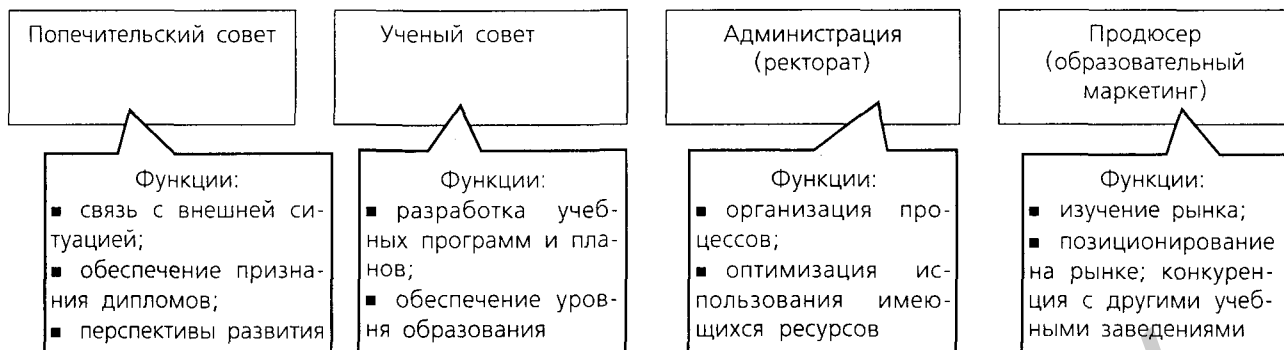 Попечительский совет
Ученый совет
Администрация
(ректорат)
Продюсер
(образовательный
маркетинг)
Функции:
■ связь с внешней си-
туацией;
■ обеспечение призна-
ния дипломов;
■ перспективы развития
Функции:
■ разработка учеб-
ных программ и пла-
нов;
■ обеспечение уров-
ня образования
Функции:
■ организация про-
цессов;
■ оптимизация ис-
пользования имею-
щихся ресурсов
Функции:
■ изучение рынка;
■ позиционирование
на рынке; конкурен-
ция с другими учеб-
ными заведениями